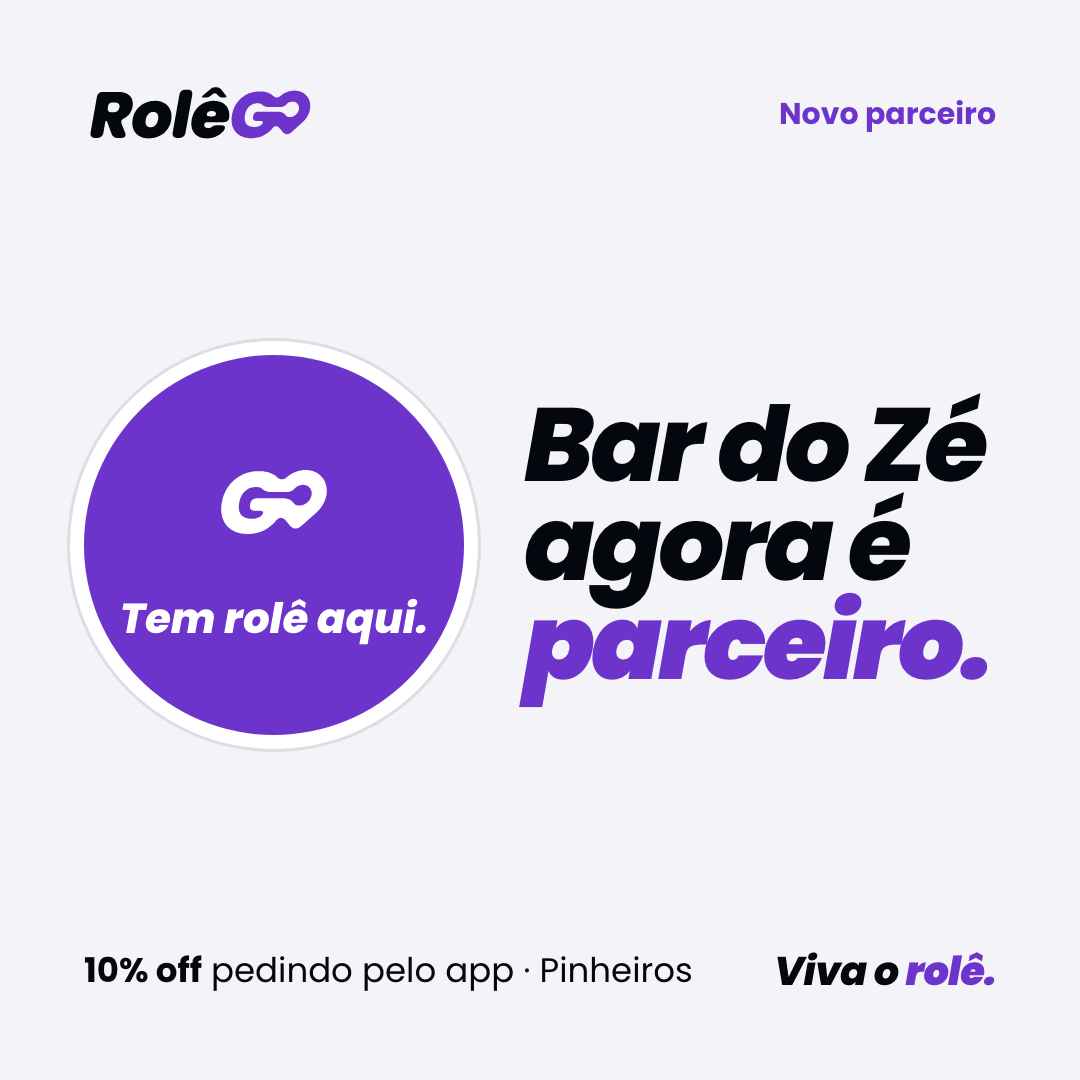 RolêGO
Novo parceiro
GO
Tem rolê aqui.
Bar do Zé
agora é
parceiro.
10% off pedindo pelo app · Pinheiros
Viva o rolê.